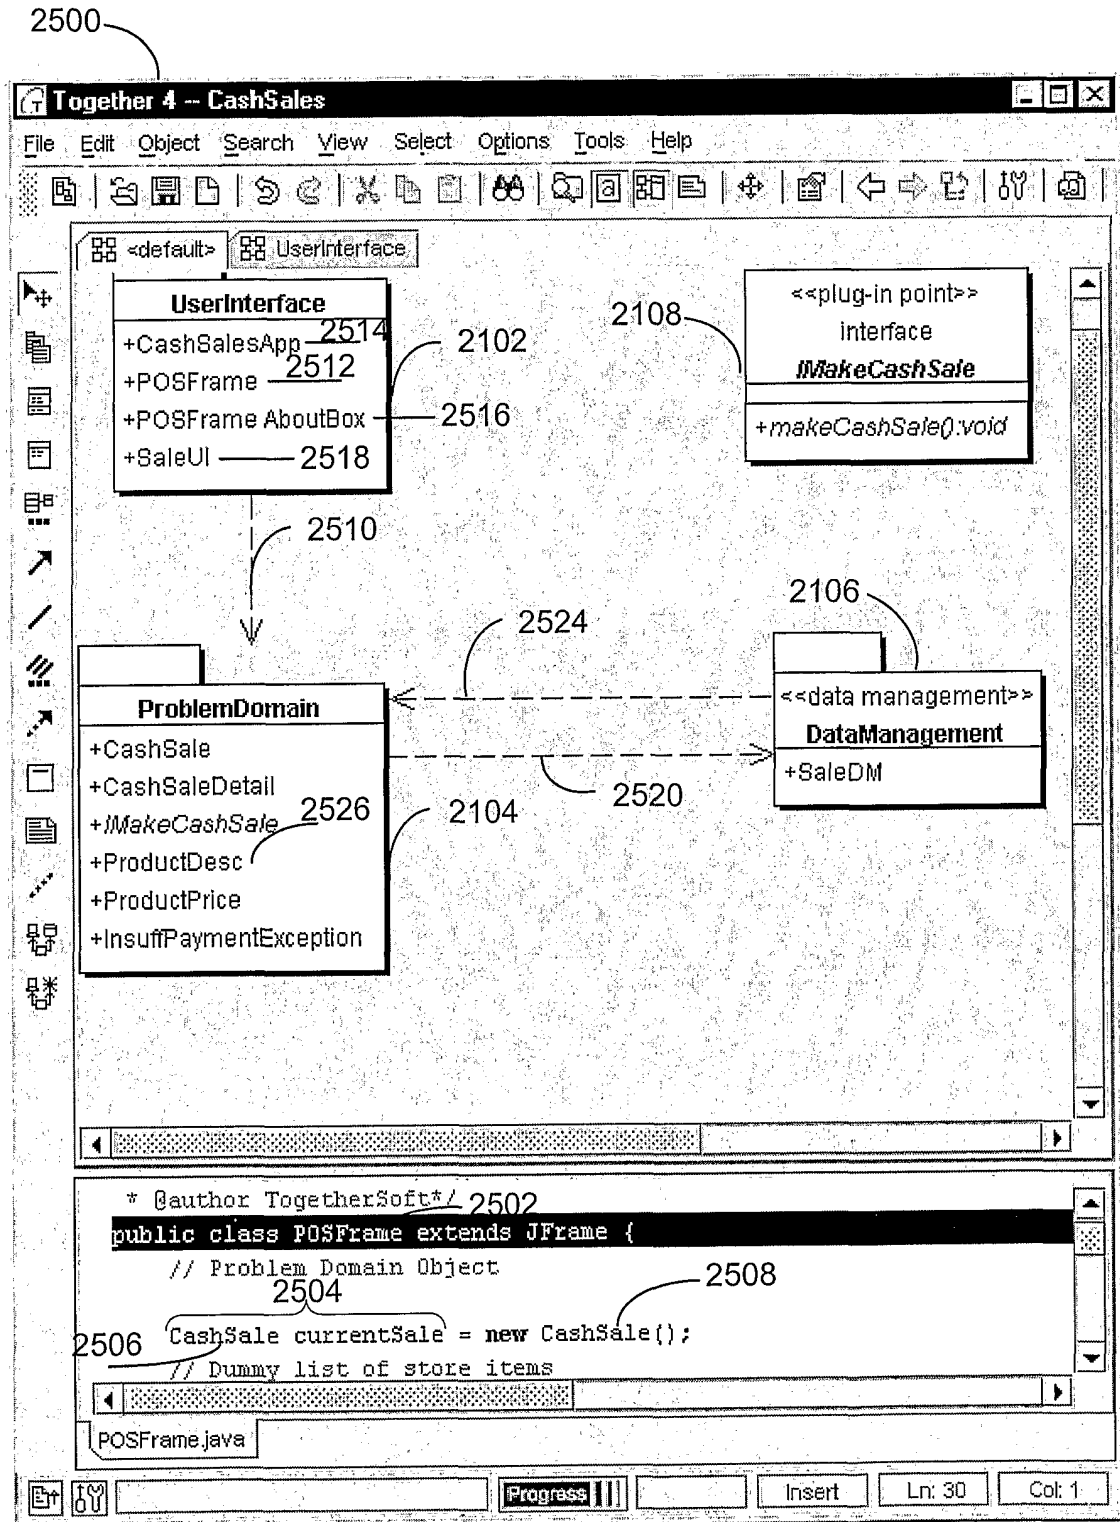 2500
Together 4 -- CashSales
File Edit Object Search View Select Options Tools Help
a
<default> UserInterface
UserInterface
+CashSalesApp 2514
+POSFrame 2512
+POSFrame AboutBox 2516
+SaleUI 2518
2102
2108
<<plug-in point>>
interface
IMakeCashSale
+makeCashSale():void
2510
2524
2106
ProblemDomain
+CashSale
+CashSaleDetail
+IMakeCashSale 2526
+ProductDesc
+ProductPrice
+InsuffPaymentException
2104
2520
<<data management>>
DataManagement
+SaleDM
* @author TogetherSoft*/ 2502
public class POSFrame extends JFrame {
// Problem Domain Object
2504
2508
CashSale currentSale = new CashSale();
2506
// Dummy list of store items
POSFrame.java
Progress Insert Ln: 30 Col: 1